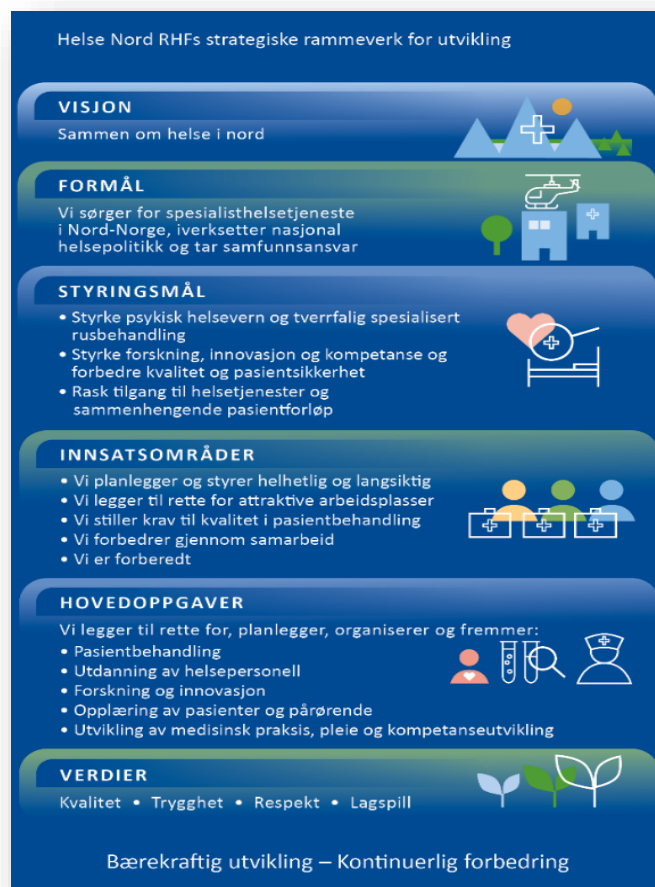 Helse Nord RHFs strategiske rammeverk for utvikling
VISJON
Sammen om helse i nord
FORMÅL
Vi sørger for spesialisthelsetjeneste
i Nord-Norge, iverksetter nasjonal
helsepolitikk og tar samfunnsansvar
STYRINGSMÅL
• Styrke psykisk helsevern og tverrfalig spesialisert
rusbehandling
• Styrke forskning, innovasjon og kompetanse og
forbedre kvalitet og pasientsikkerhet
• Rask tilgang til helsetjenester og
sammenhengende pasientforløp
INNSATSOMRÅDER
• Vi planlegger og styrer helhetlig og langsiktig
• Vi legger til rette for attraktive arbeidsplasser
• Vi stiller krav til kvalitet i pasientbehandling
• Vi forbedrer gjennom samarbeid
• Vi er forberedt
HOVEDOPPGAVER
Vi legger til rette for, planlegger, organiserer og fremmer:
• Pasientbehandling
• Utdanning av helsepersonell
• Forskning og innovasjon
• Opplæring av pasienter og pårørende
• Utvikling av medisinsk praksis, pleie og kompetanseutvikling
VERDIER
Kvalitet • Trygghet • Respekt • Lagspill
Bærekraftig utvikling – Kontinuerlig forbedring